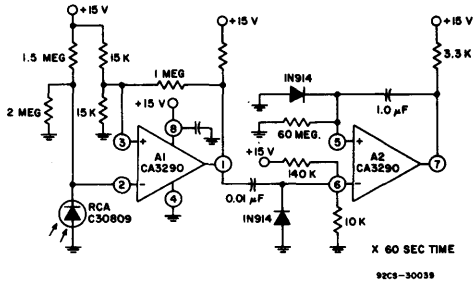 +15 V
+15 V
+15 V
1.5 MEG
15 K
1 MEG
3.3 K
2 MEG
15 K
+15 V
8
1N914
1.0 μF
3
+
A1
CA3290
1
60 MEG.
5
+
A2
CA3290
7
+15 V
2
-
4
140 K
6
-
0.01 μF
RCA
C30809
1N914
10 K
X 60 SEC TIME
92CS-30039